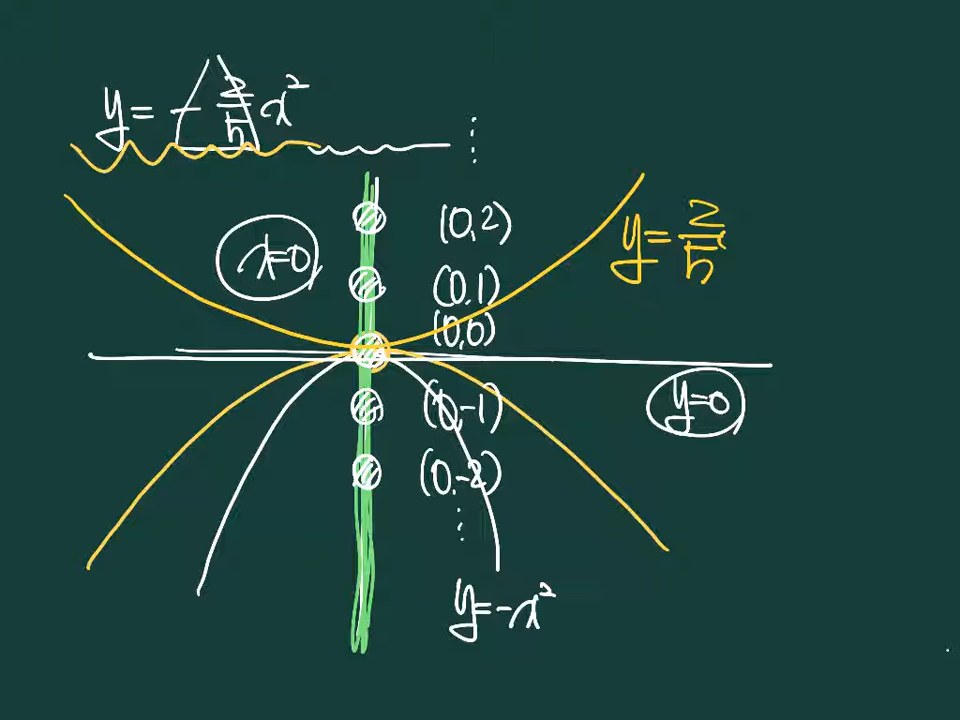 y = - 2/5 x²
⋮
(0,2)
x=0
y = 2/5
(0,1)
(0,0)
(0,-1)
y=0
(0,-2)
⋮
y=-x²